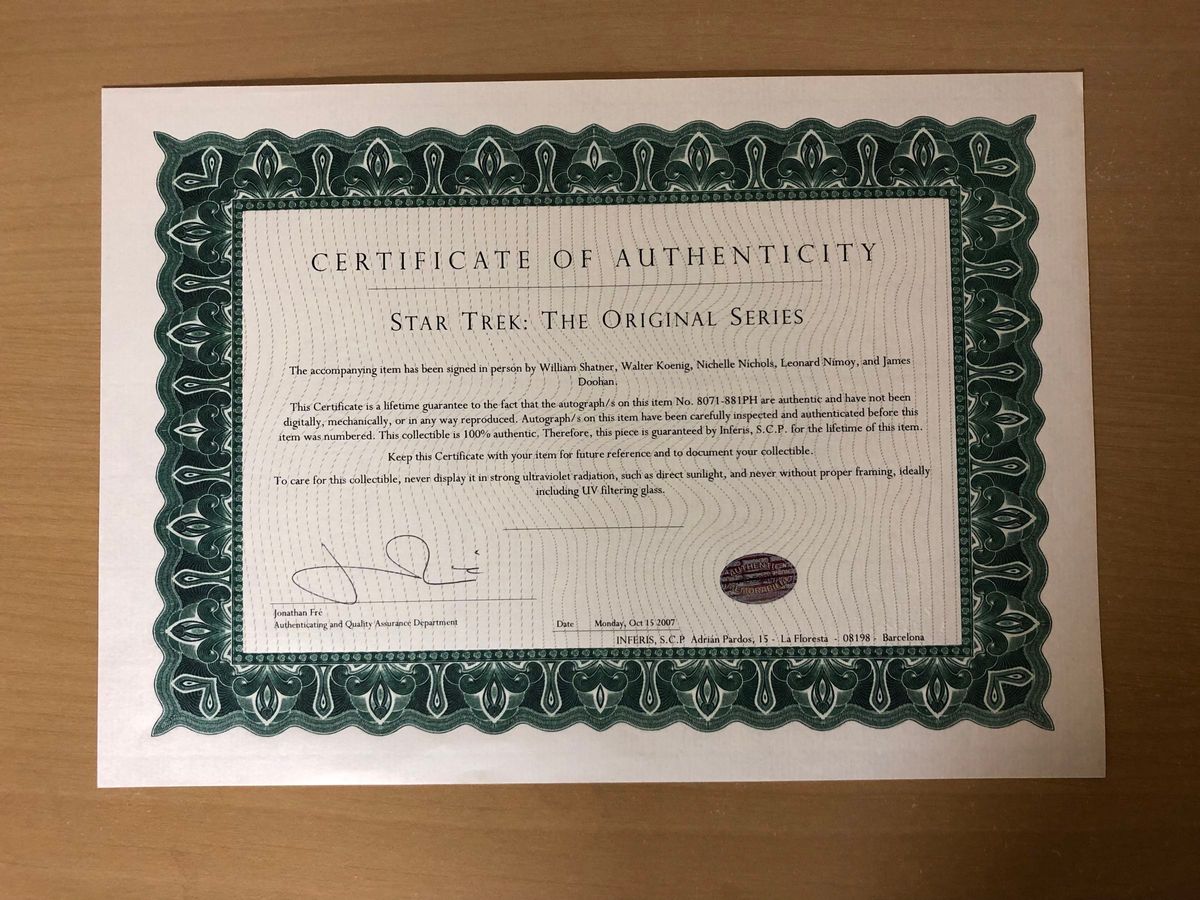 CERTIFICATE OF AUTHENTICITY
STAR TREK: THE ORIGINAL SERIES
The accompanying item has been signed in person by William Shatner, Walter Koenig, Nichelle Nichols, Leonard Nimoy, and James
Doohan.
This Certificate is a lifetime guarantee to the fact that the autograph/s on this item No. 8071-881PH are authentic and have not been
digitally, mechanically, or in any way reproduced. Autograph/s on this item have been carefully inspected and authenticated before this
item was numbered. This collectible is 100% authentic. Therefore, this piece is guaranteed by Inferis, S.C.P. for the lifetime of this item.
Keep this Certificate with your item for future reference and to document your collectible.
To care for this collectible, never display it in strong ultraviolet radiation, such as direct sunlight, and never without proper framing, ideally
including UV filtering glass.
AUTHENTIC
Jonathan Fré
Authenticating and Quality Assurance Department
Date Monday, Oct 15 2007
INFERIS, S.C.P. Adrián Pardos, 15 - La Floresta - 08198 - Barcelona